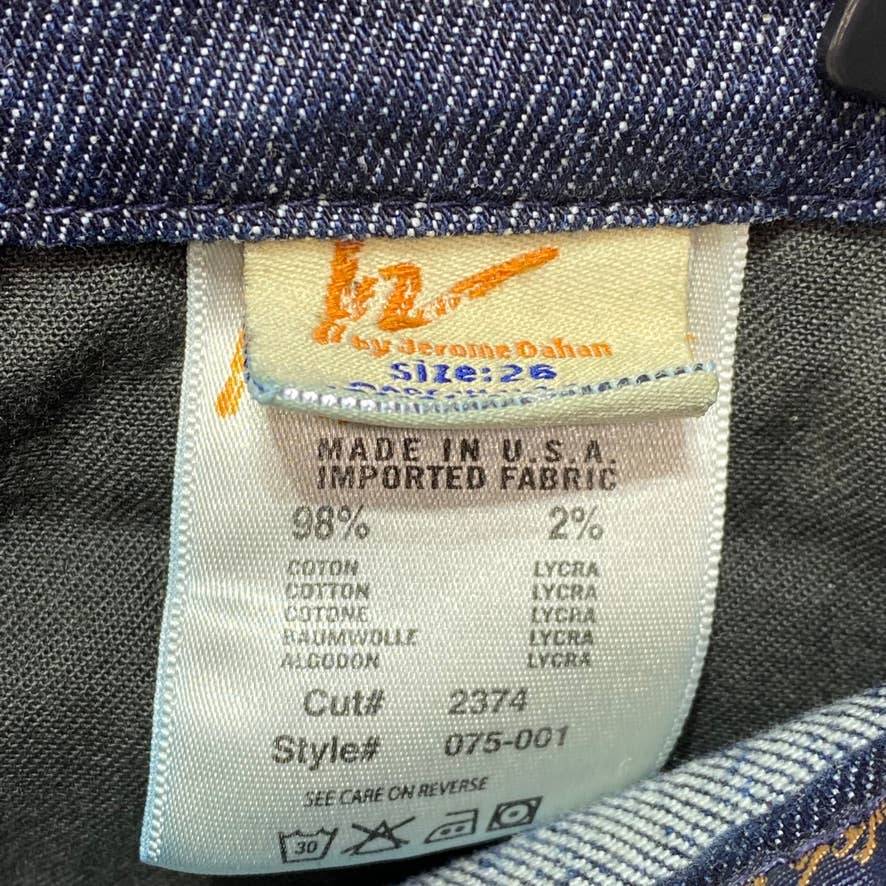 by Jerome Dahan
Size:26
MADE IN U.S.A.
IMPORTED FABRIC
98% 2%
COTON LYCRA
COTTON LYCRA
COTONE LYCRA
BAUMWOLLE LYCRA
ALGODON LYCRA
Cut# 2374
Style# 075-001
SEE CARE ON REVERSE
30